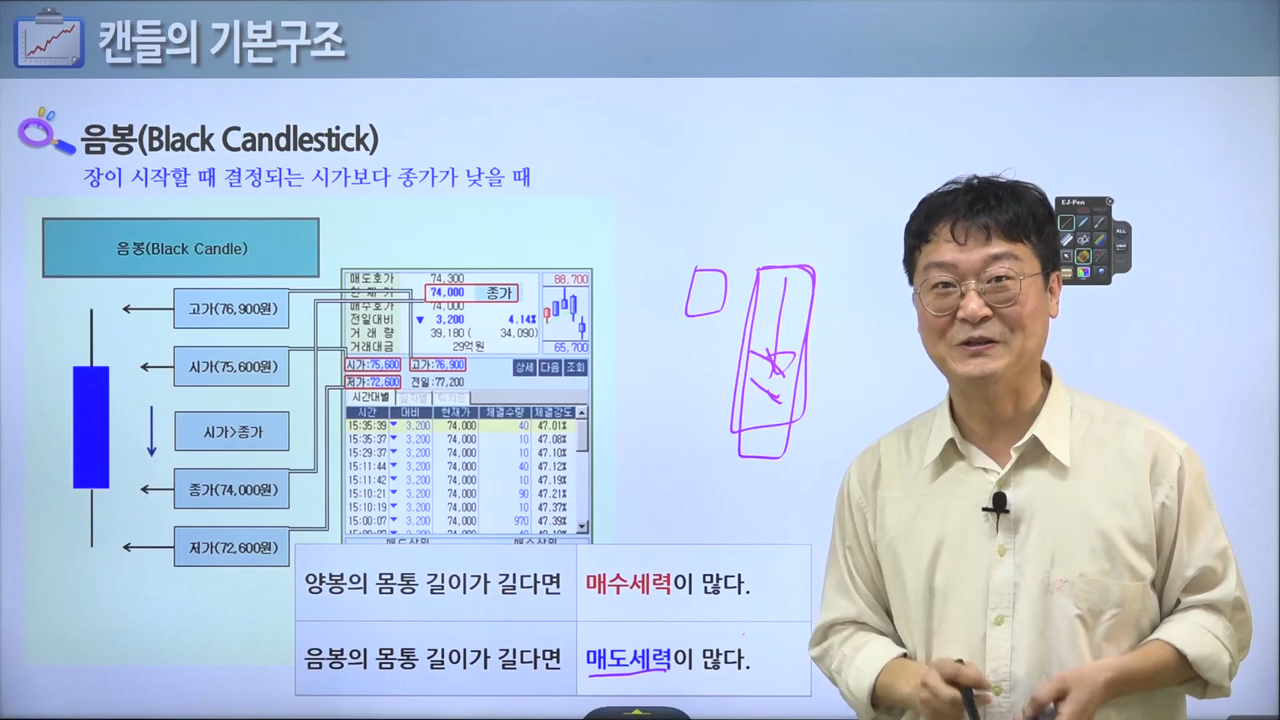 캔들의 기본구조
음봉(Black Candlestick)
장이 시작할 때 결정되는 시가보다 종가가 낮을 때
음봉(Black Candle)
고가(76,900원)
시가(75,600원)
시가>종가
종가(74,000원)
저가(72,600원)
매도호가 74,300
74,000 종가
매수호가 74,000
전일대비 ▼ 3,200 4.14%
거래량 39,180 ( 34,090)
거래대금 29억원
88,700
65,700
시가:75,600 고가:76,900 상세 다음 조회
저가:72,600 전일:77,200
시간대별
시간 대비 현재가 체결수량 체결강도
15:35:39 ▼ 3,200 74,000 40 47.01%
15:35:37 ▼ 3,200 74,000 10 47.08%
15:29:37 ▼ 3,200 74,000 10 47.10%
15:11:44 ▼ 3,200 74,000 40 47.12%
15:11:42 ▼ 3,200 74,000 10 47.19%
15:10:21 ▼ 3,200 74,000 90 47.21%
15:10:19 ▼ 3,200 74,000 10 47.37%
15:00:07 ▼ 3,200 74,000 970 47.39%
양봉의 몸통 길이가 길다면 매수세력이 많다.
음봉의 몸통 길이가 길다면 매도세력이 많다.
EJ-Pen
ALL